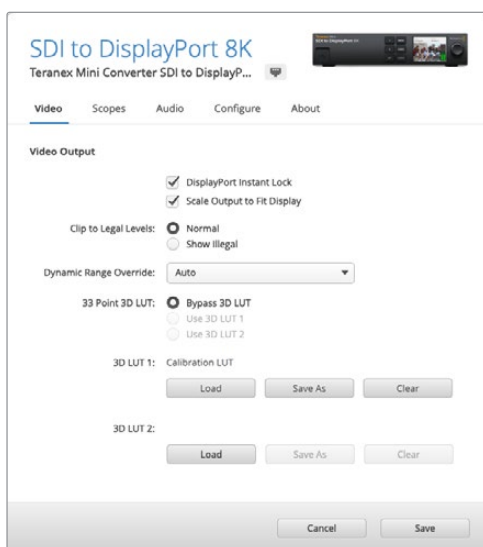 SDI to DisplayPort 8K
Teranex Mini Converter SDI to DisplayP...
Video Scopes Audio Configure About
Video Output
DisplayPort Instant Lock
Scale Output to Fit Display
Clip to Legal Levels: Normal
Show Illegal
Dynamic Range Override: Auto
33 Point 3D LUT: Bypass 3D LUT
Use 3D LUT 1
Use 3D LUT 2
3D LUT 1: Calibration LUT
Load Save As Clear
3D LUT 2:
Load Save As Clear
Cancel Save